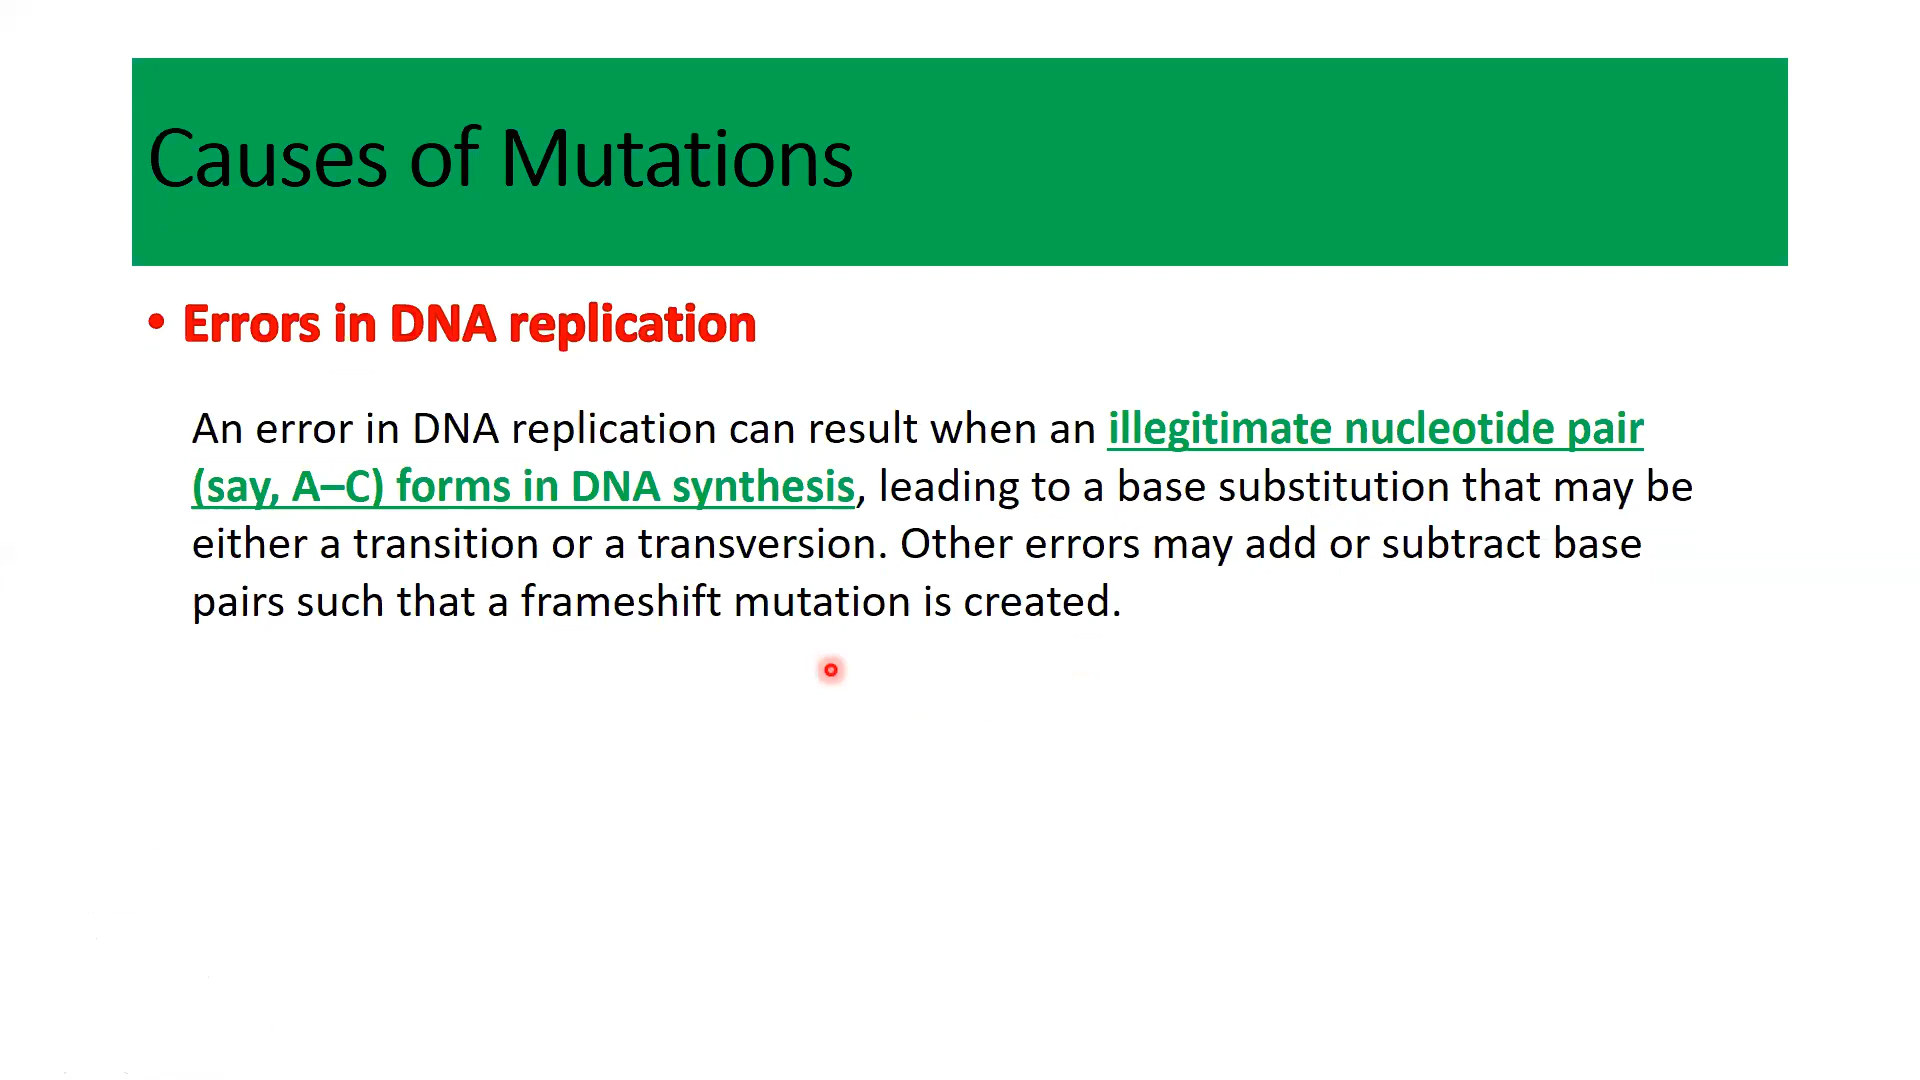 Causes of Mutations
• Errors in DNA replication
An error in DNA replication can result when an illegitimate nucleotide pair
(say, A–C) forms in DNA synthesis, leading to a base substitution that may be
either a transition or a transversion. Other errors may add or subtract base
pairs such that a frameshift mutation is created.